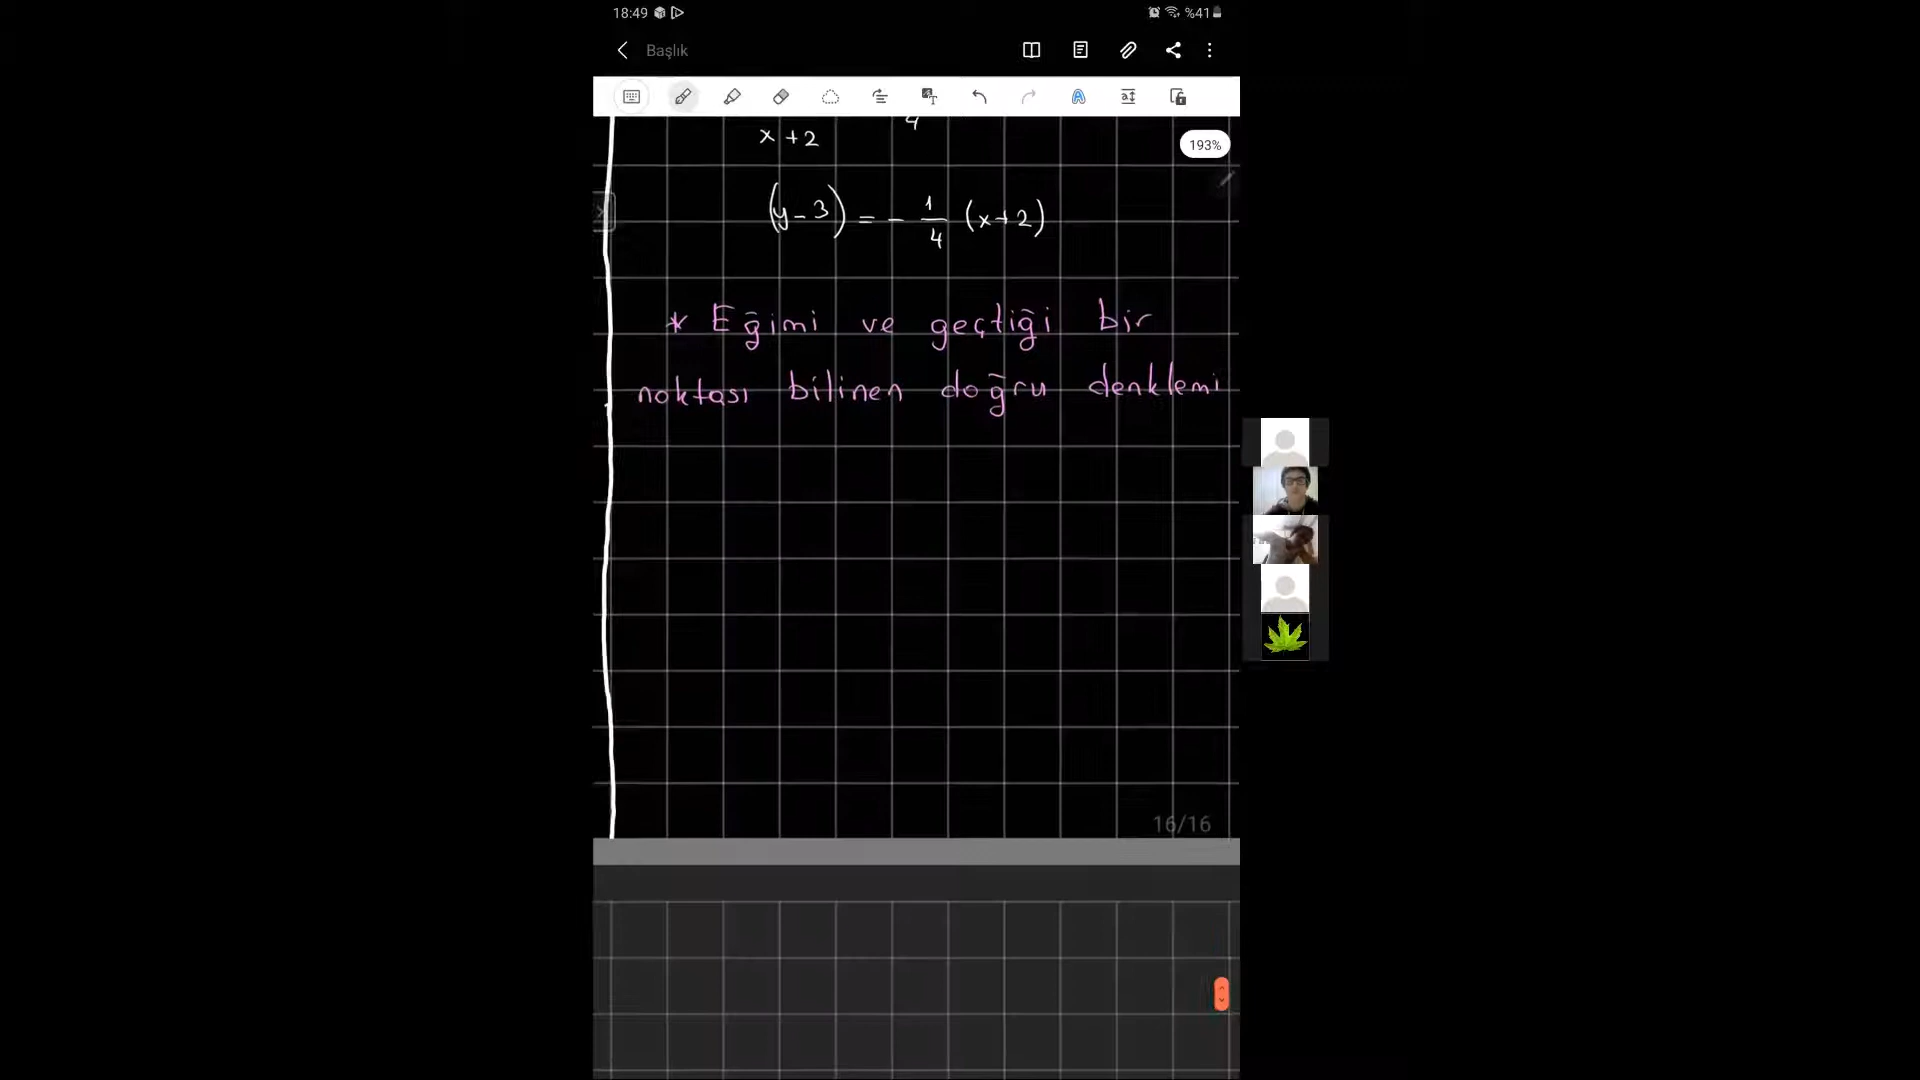 18:49 %41
Başlık
193%
x + 2
4
(y - 3) = - 1/4 (x + 2)
* Eğimi ve geçtiği bir
noktası bilinen doğru denklemi
16/16